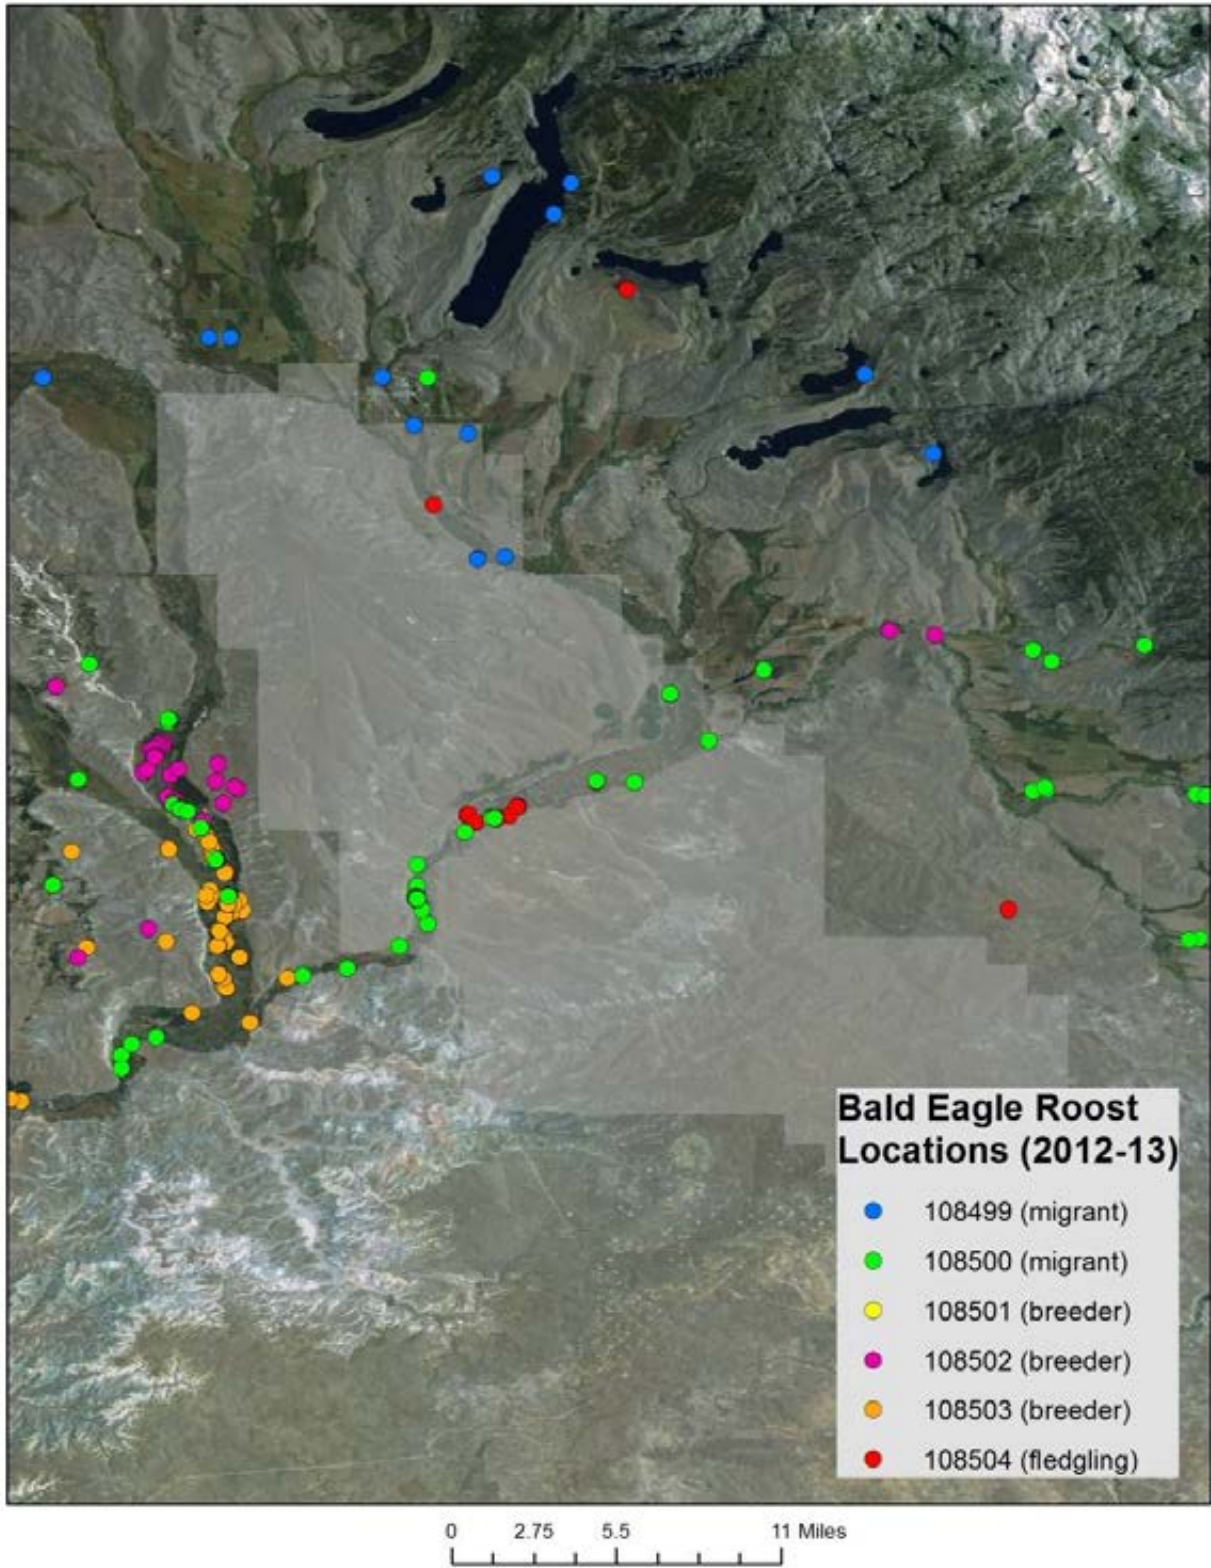 Bald Eagle Roost
Locations (2012-13)
108499 (migrant)
108500 (migrant)
108501 (breeder)
108502 (breeder)
108503 (breeder)
108504 (fledgling)
0 2.75 5.5 11 Miles